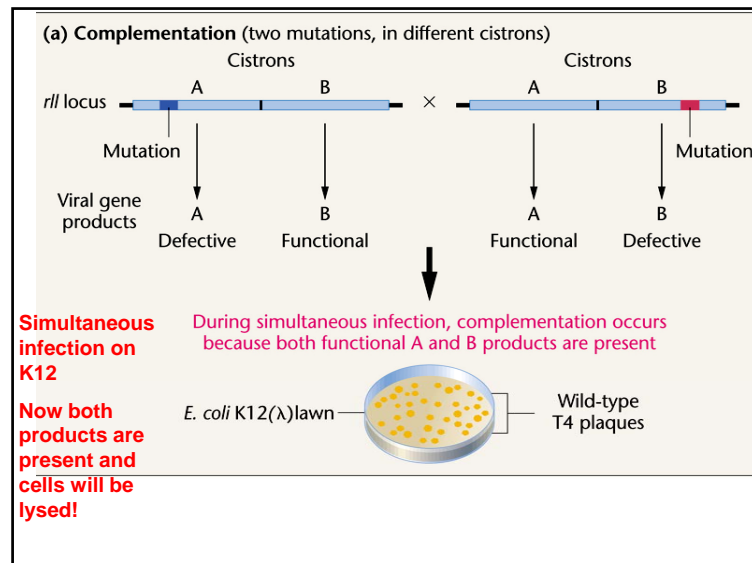 (a) Complementation (two mutations, in different cistrons)
Cistrons
Cistrons
A
B
A
B
rII locus
×
Mutation
Mutation
Viral gene
products
A
Defective
B
Functional
A
Functional
B
Defective
During simultaneous infection, complementation occurs
because both functional A and B products are present
Simultaneous
infection on
K12
Now both
products are
present and
cells will be
lysed!
E. coli K12(λ)lawn
Wild-type
T4 plaques